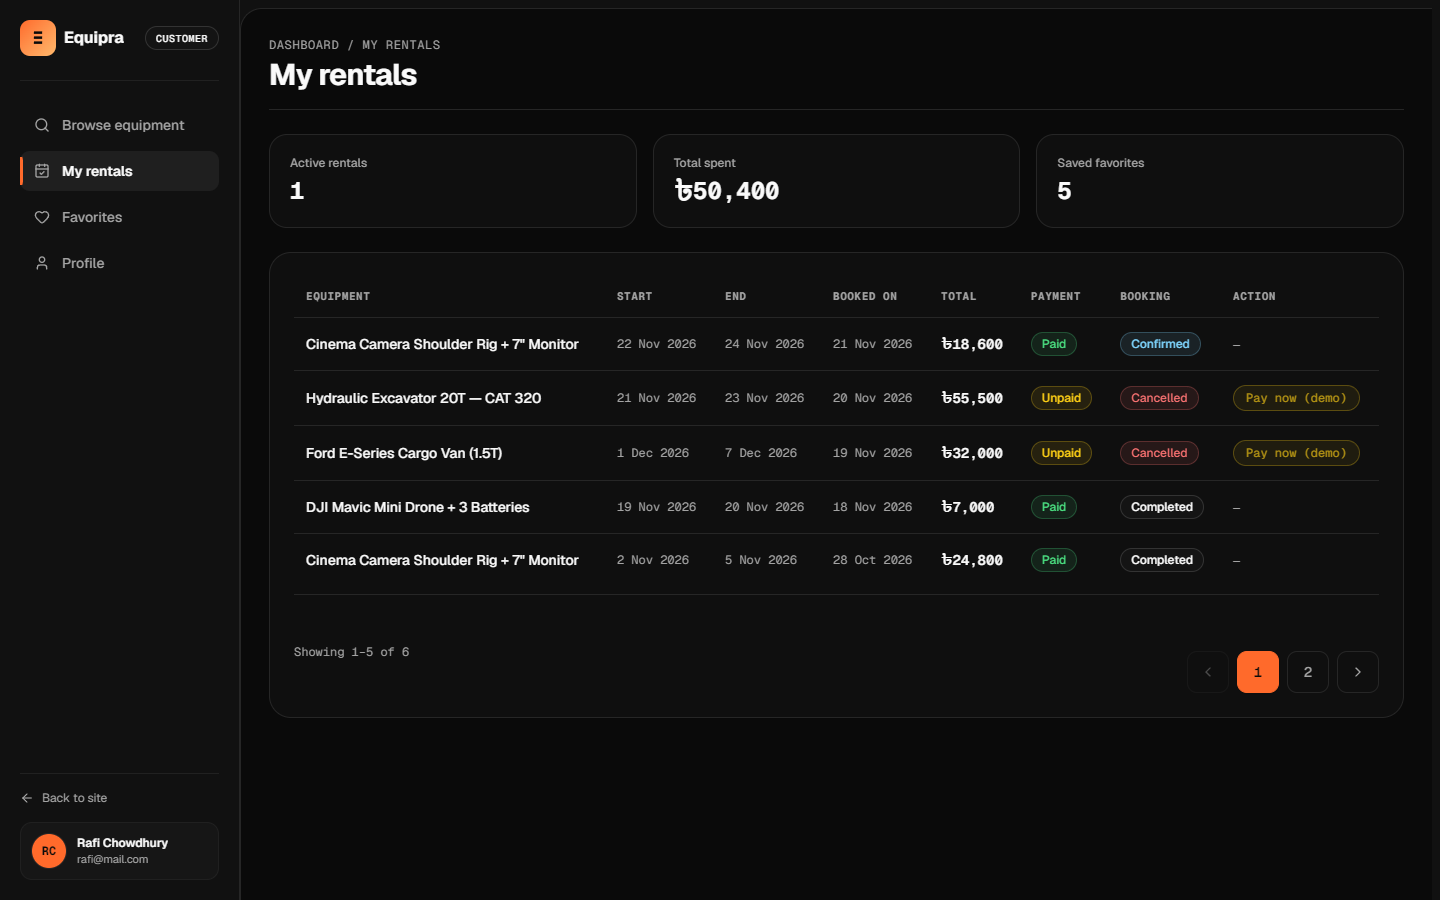 Equipra CUSTOMER
Browse equipment
My rentals
Favorites
Profile
Back to site
RC
Rafi Chowdhury
rafi@mail.com
DASHBOARD / MY RENTALS
My rentals
Active rentals
1
Total spent
৳50,400
Saved favorites
5
EQUIPMENT START END BOOKED ON TOTAL PAYMENT BOOKING ACTION
Cinema Camera Shoulder Rig + 7" Monitor 22 Nov 2026 24 Nov 2026 21 Nov 2026 ৳18,600 Paid Confirmed —
Hydraulic Excavator 20T — CAT 320 21 Nov 2026 23 Nov 2026 20 Nov 2026 ৳55,500 Unpaid Cancelled Pay now (demo)
Ford E-Series Cargo Van (1.5T) 1 Dec 2026 7 Dec 2026 19 Nov 2026 ৳32,000 Unpaid Cancelled Pay now (demo)
DJI Mavic Mini Drone + 3 Batteries 19 Nov 2026 20 Nov 2026 18 Nov 2026 ৳7,000 Paid Completed —
Cinema Camera Shoulder Rig + 7" Monitor 2 Nov 2026 5 Nov 2026 28 Oct 2026 ৳24,800 Paid Completed —
Showing 1–5 of 6
1 2